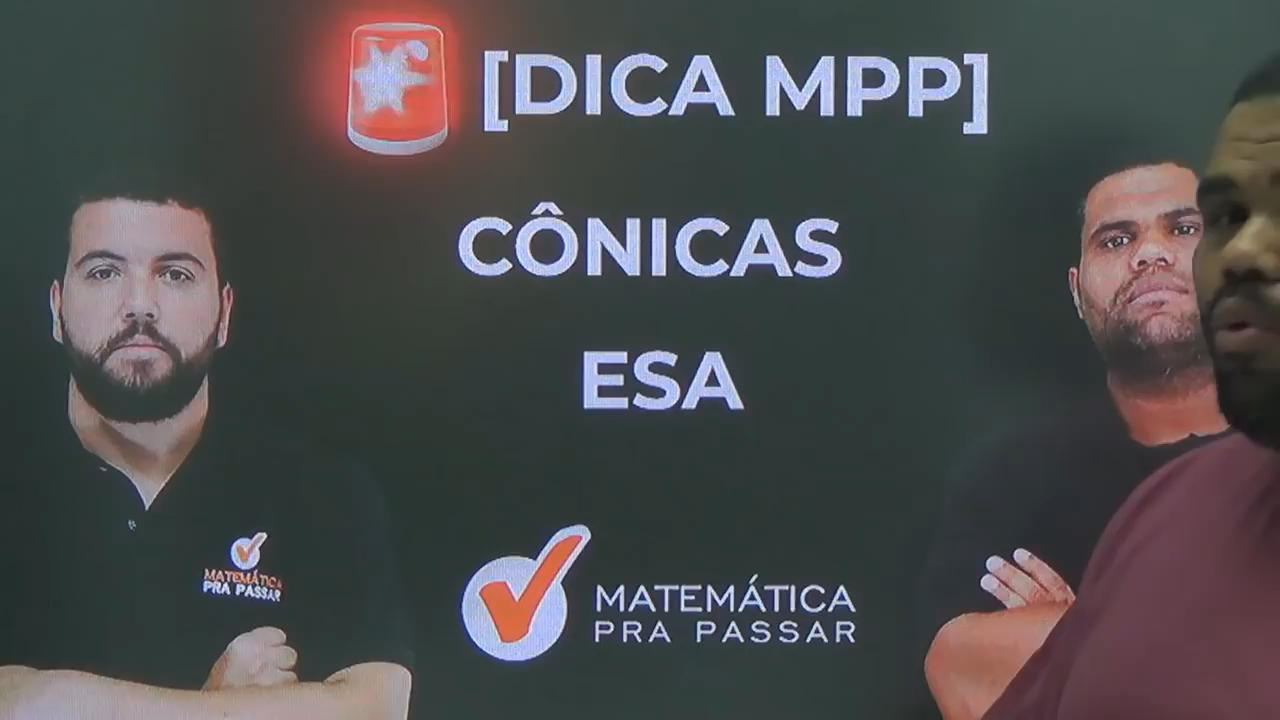 [DICA MPP]
CÔNICAS
ESA
MATEMÁTICA
PRA PASSAR
MATEMÁTICA
PRA PASSAR